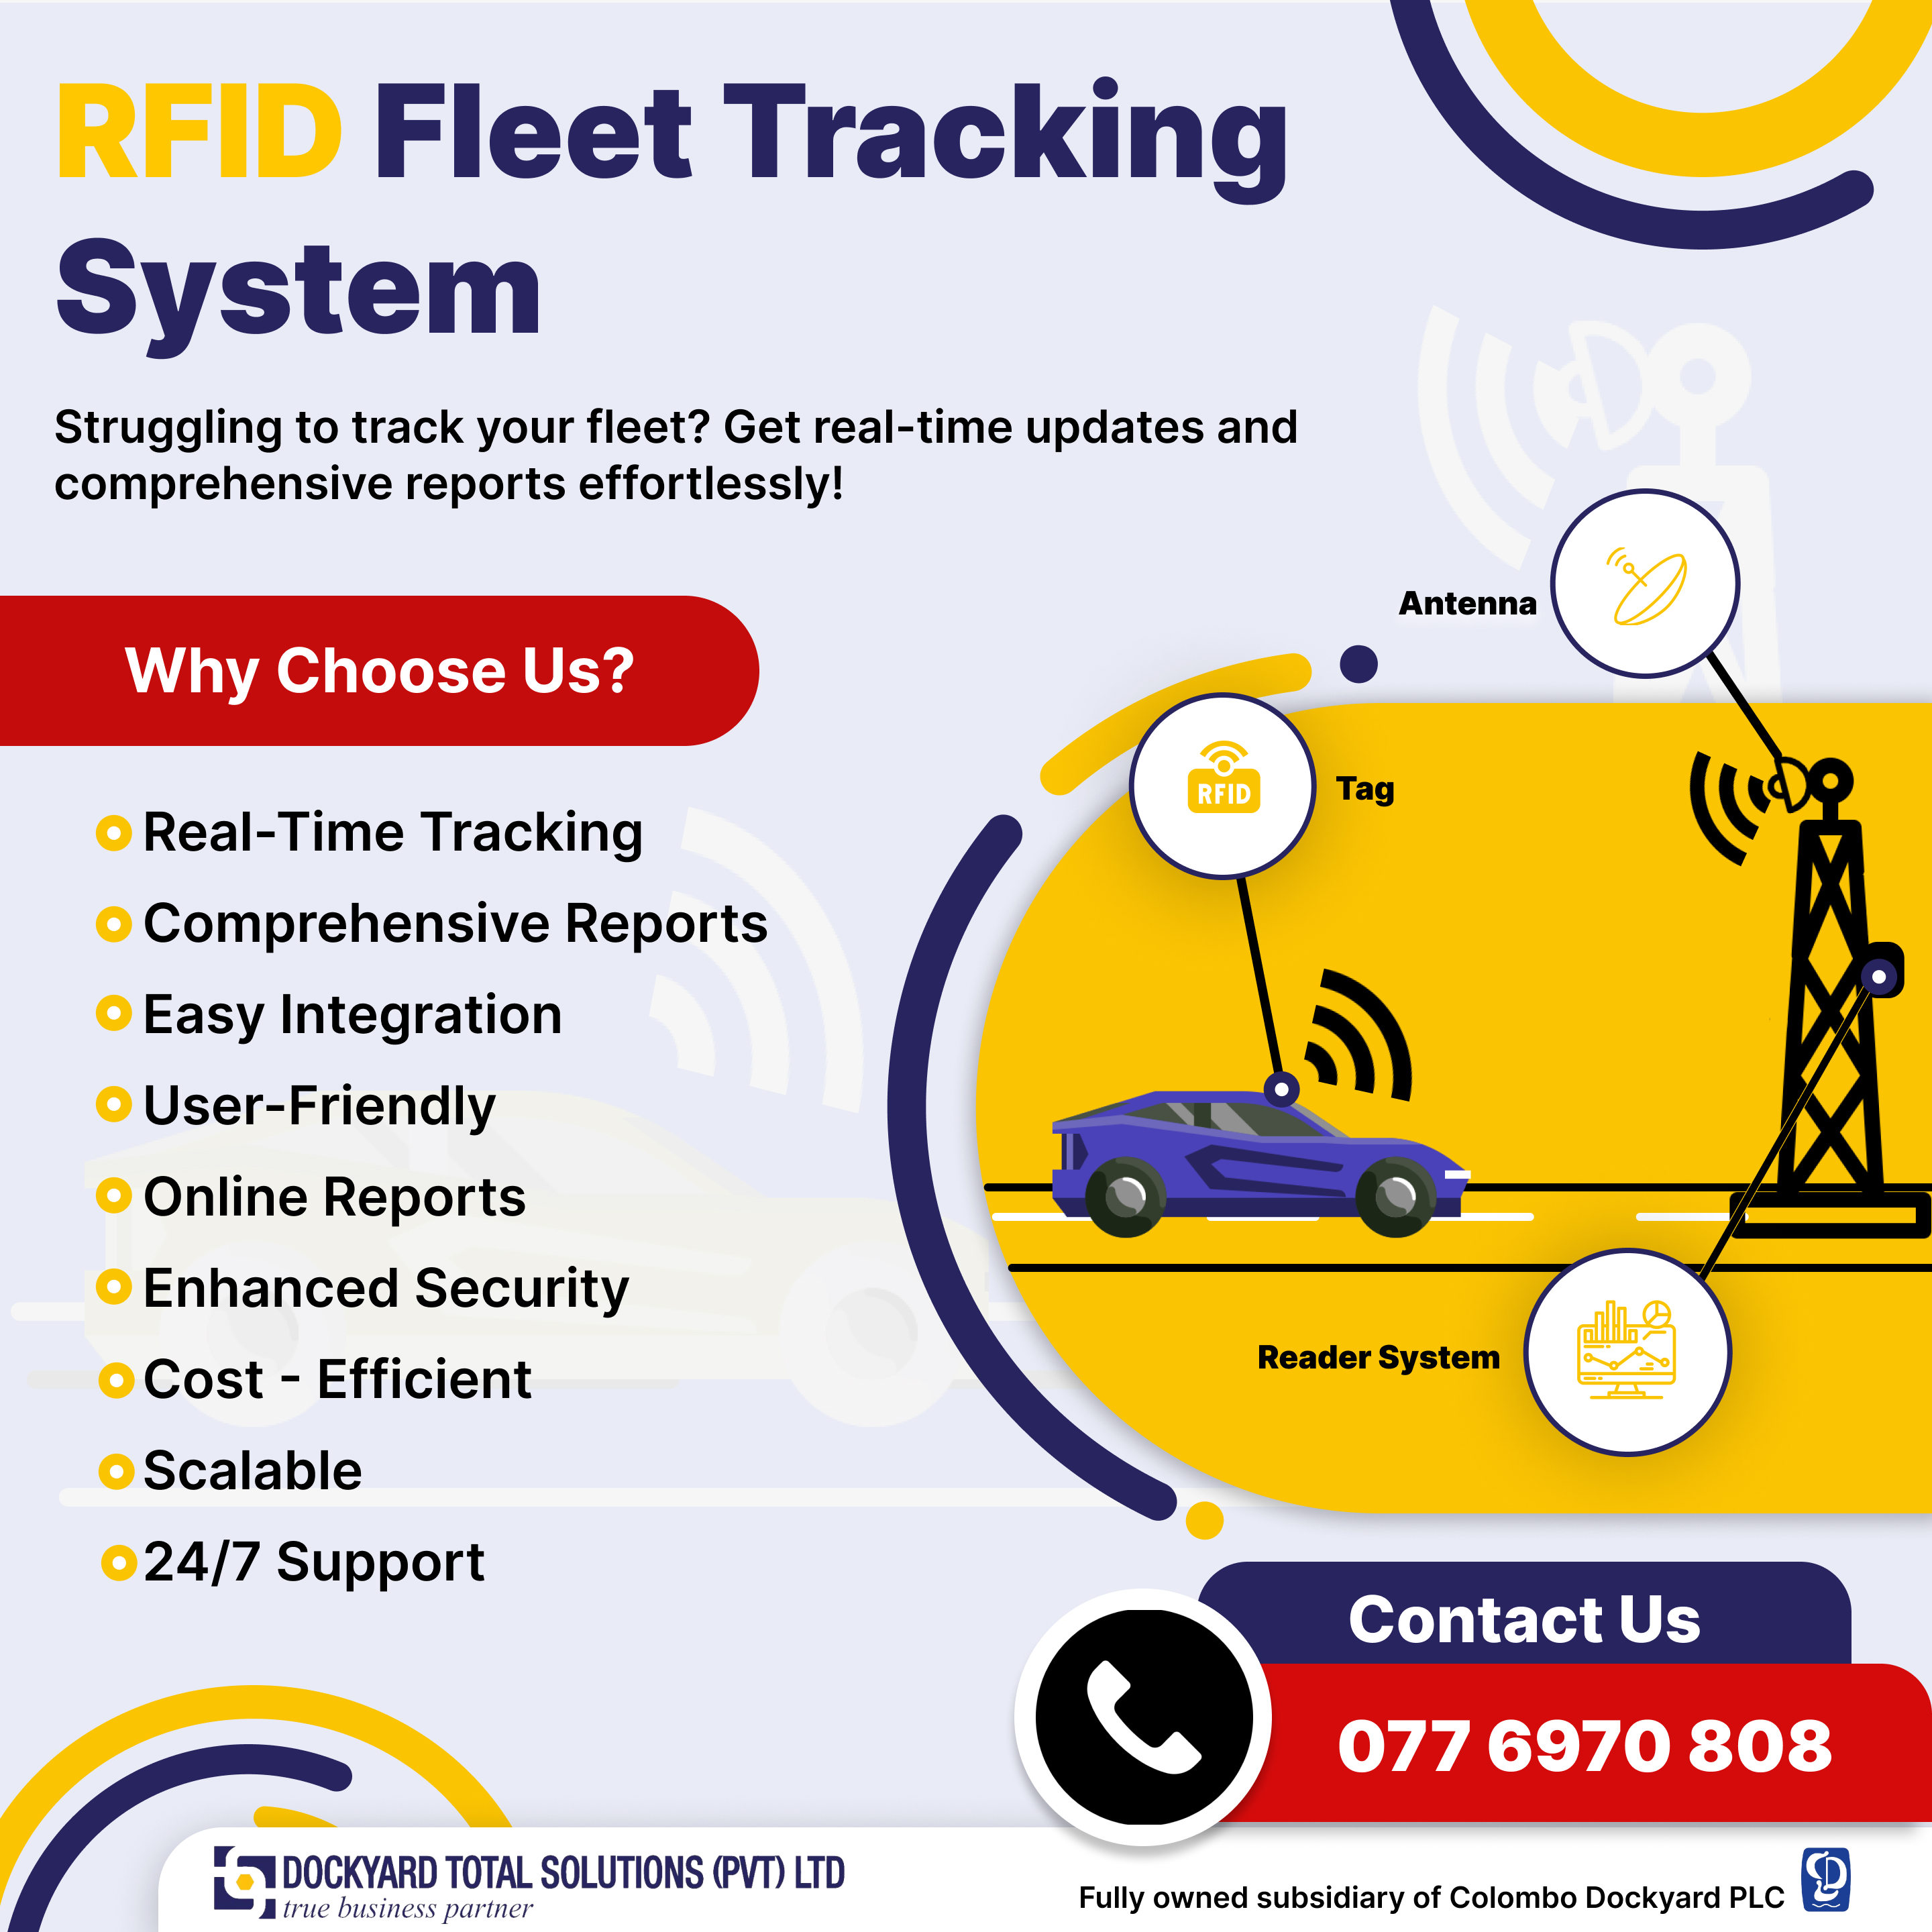 RFID Fleet Tracking
System
Struggling to track your fleet? Get real-time updates and
comprehensive reports effortlessly!
Why Choose Us?
Real-Time Tracking
Comprehensive Reports
Easy Integration
User-Friendly
Online Reports
Enhanced Security
Cost - Efficient
Scalable
24/7 Support
Antenna
RFID
Tag
Reader System
Contact Us
077 6970 808
DOCKYARD TOTAL SOLUTIONS (PVT) LTD
true business partner
Fully owned subsidiary of Colombo Dockyard PLC